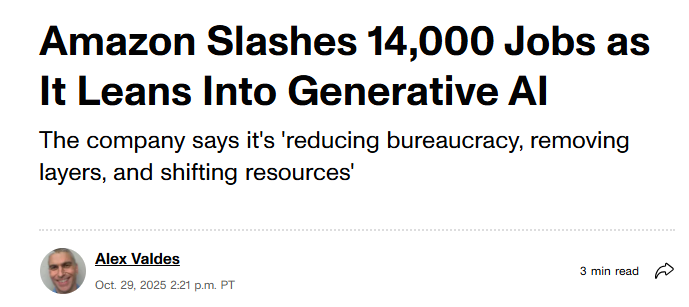 Amazon Slashes 14,000 Jobs as
It Leans Into Generative AI
The company says it's 'reducing bureaucracy, removing
layers, and shifting resources'
Alex Valdes
Oct. 29, 2025 2:21 p.m. PT
3 min read